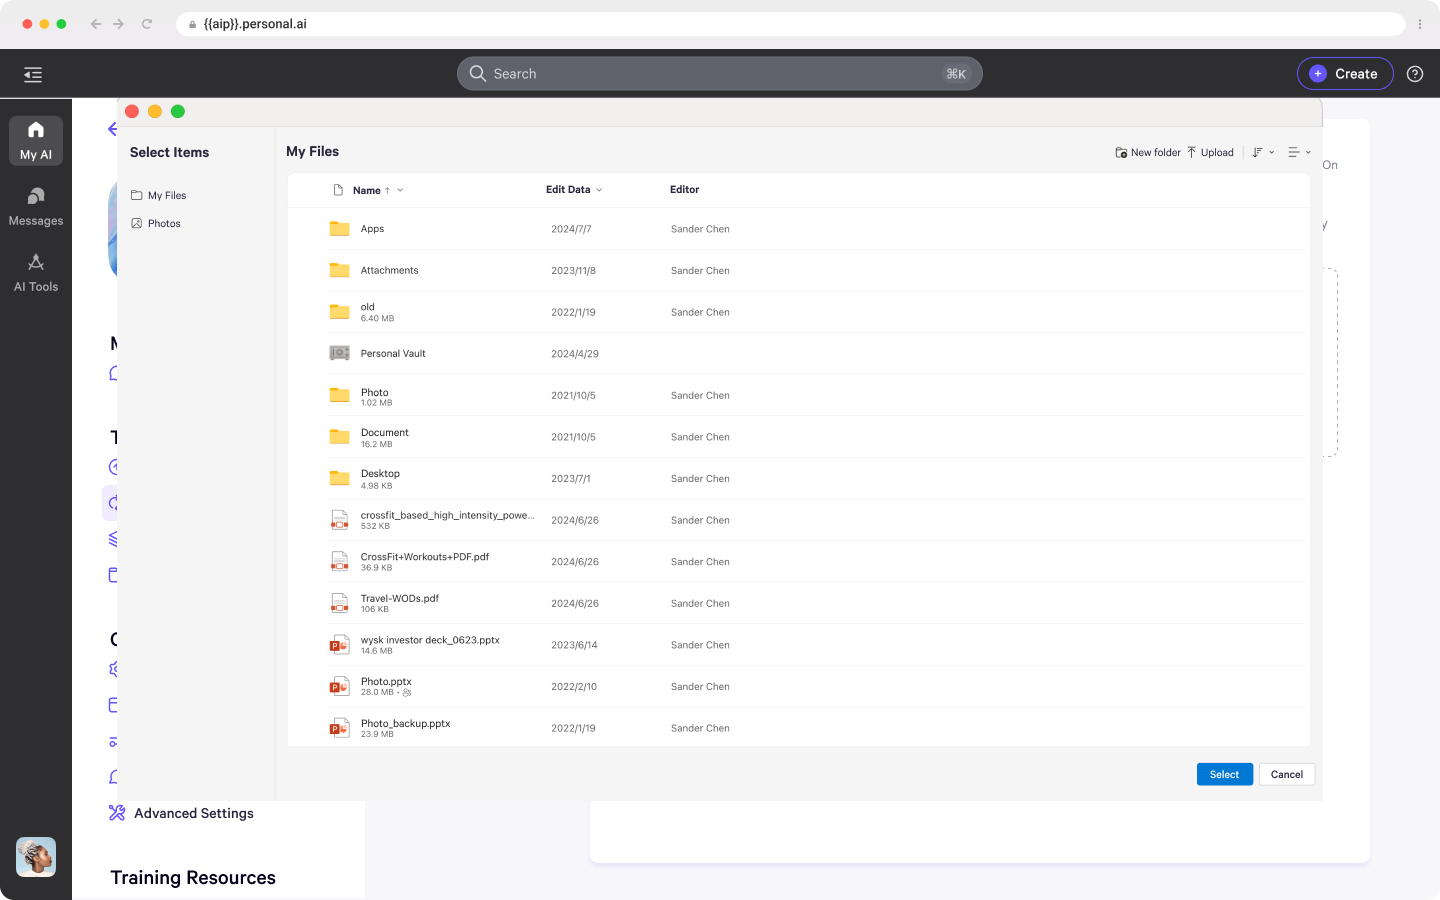 {{aip}}.personal.ai
Search
⌘K
+ Create
My AI
Messages
AI Tools
Select Items
My Files
Photos
My Files
New folder
Upload
Name ↑
Edit Data
Editor
Apps
2024/7/7
Sander Chen
Attachments
2023/11/8
Sander Chen
old
6.40 MB
2022/1/19
Sander Chen
Personal Vault
2024/4/29
Photo
1.02 MB
2021/10/5
Sander Chen
Document
16.2 MB
2021/10/5
Sander Chen
Desktop
4.98 KB
2023/7/1
Sander Chen
crossfit_based_high_intensity_powe...
532 KB
2024/6/26
Sander Chen
CrossFit+Workouts+PDF.pdf
36.9 KB
2024/6/26
Sander Chen
Travel-WODs.pdf
106 KB
2024/6/26
Sander Chen
wysk investor deck_0623.pptx
14.6 MB
2023/6/14
Sander Chen
Photo.pptx
28.0 MB •
2022/2/10
Sander Chen
Photo_backup.pptx
23.9 MB
2022/1/19
Sander Chen
Select
Cancel
On
y
M
T
Advanced Settings
Training Resources